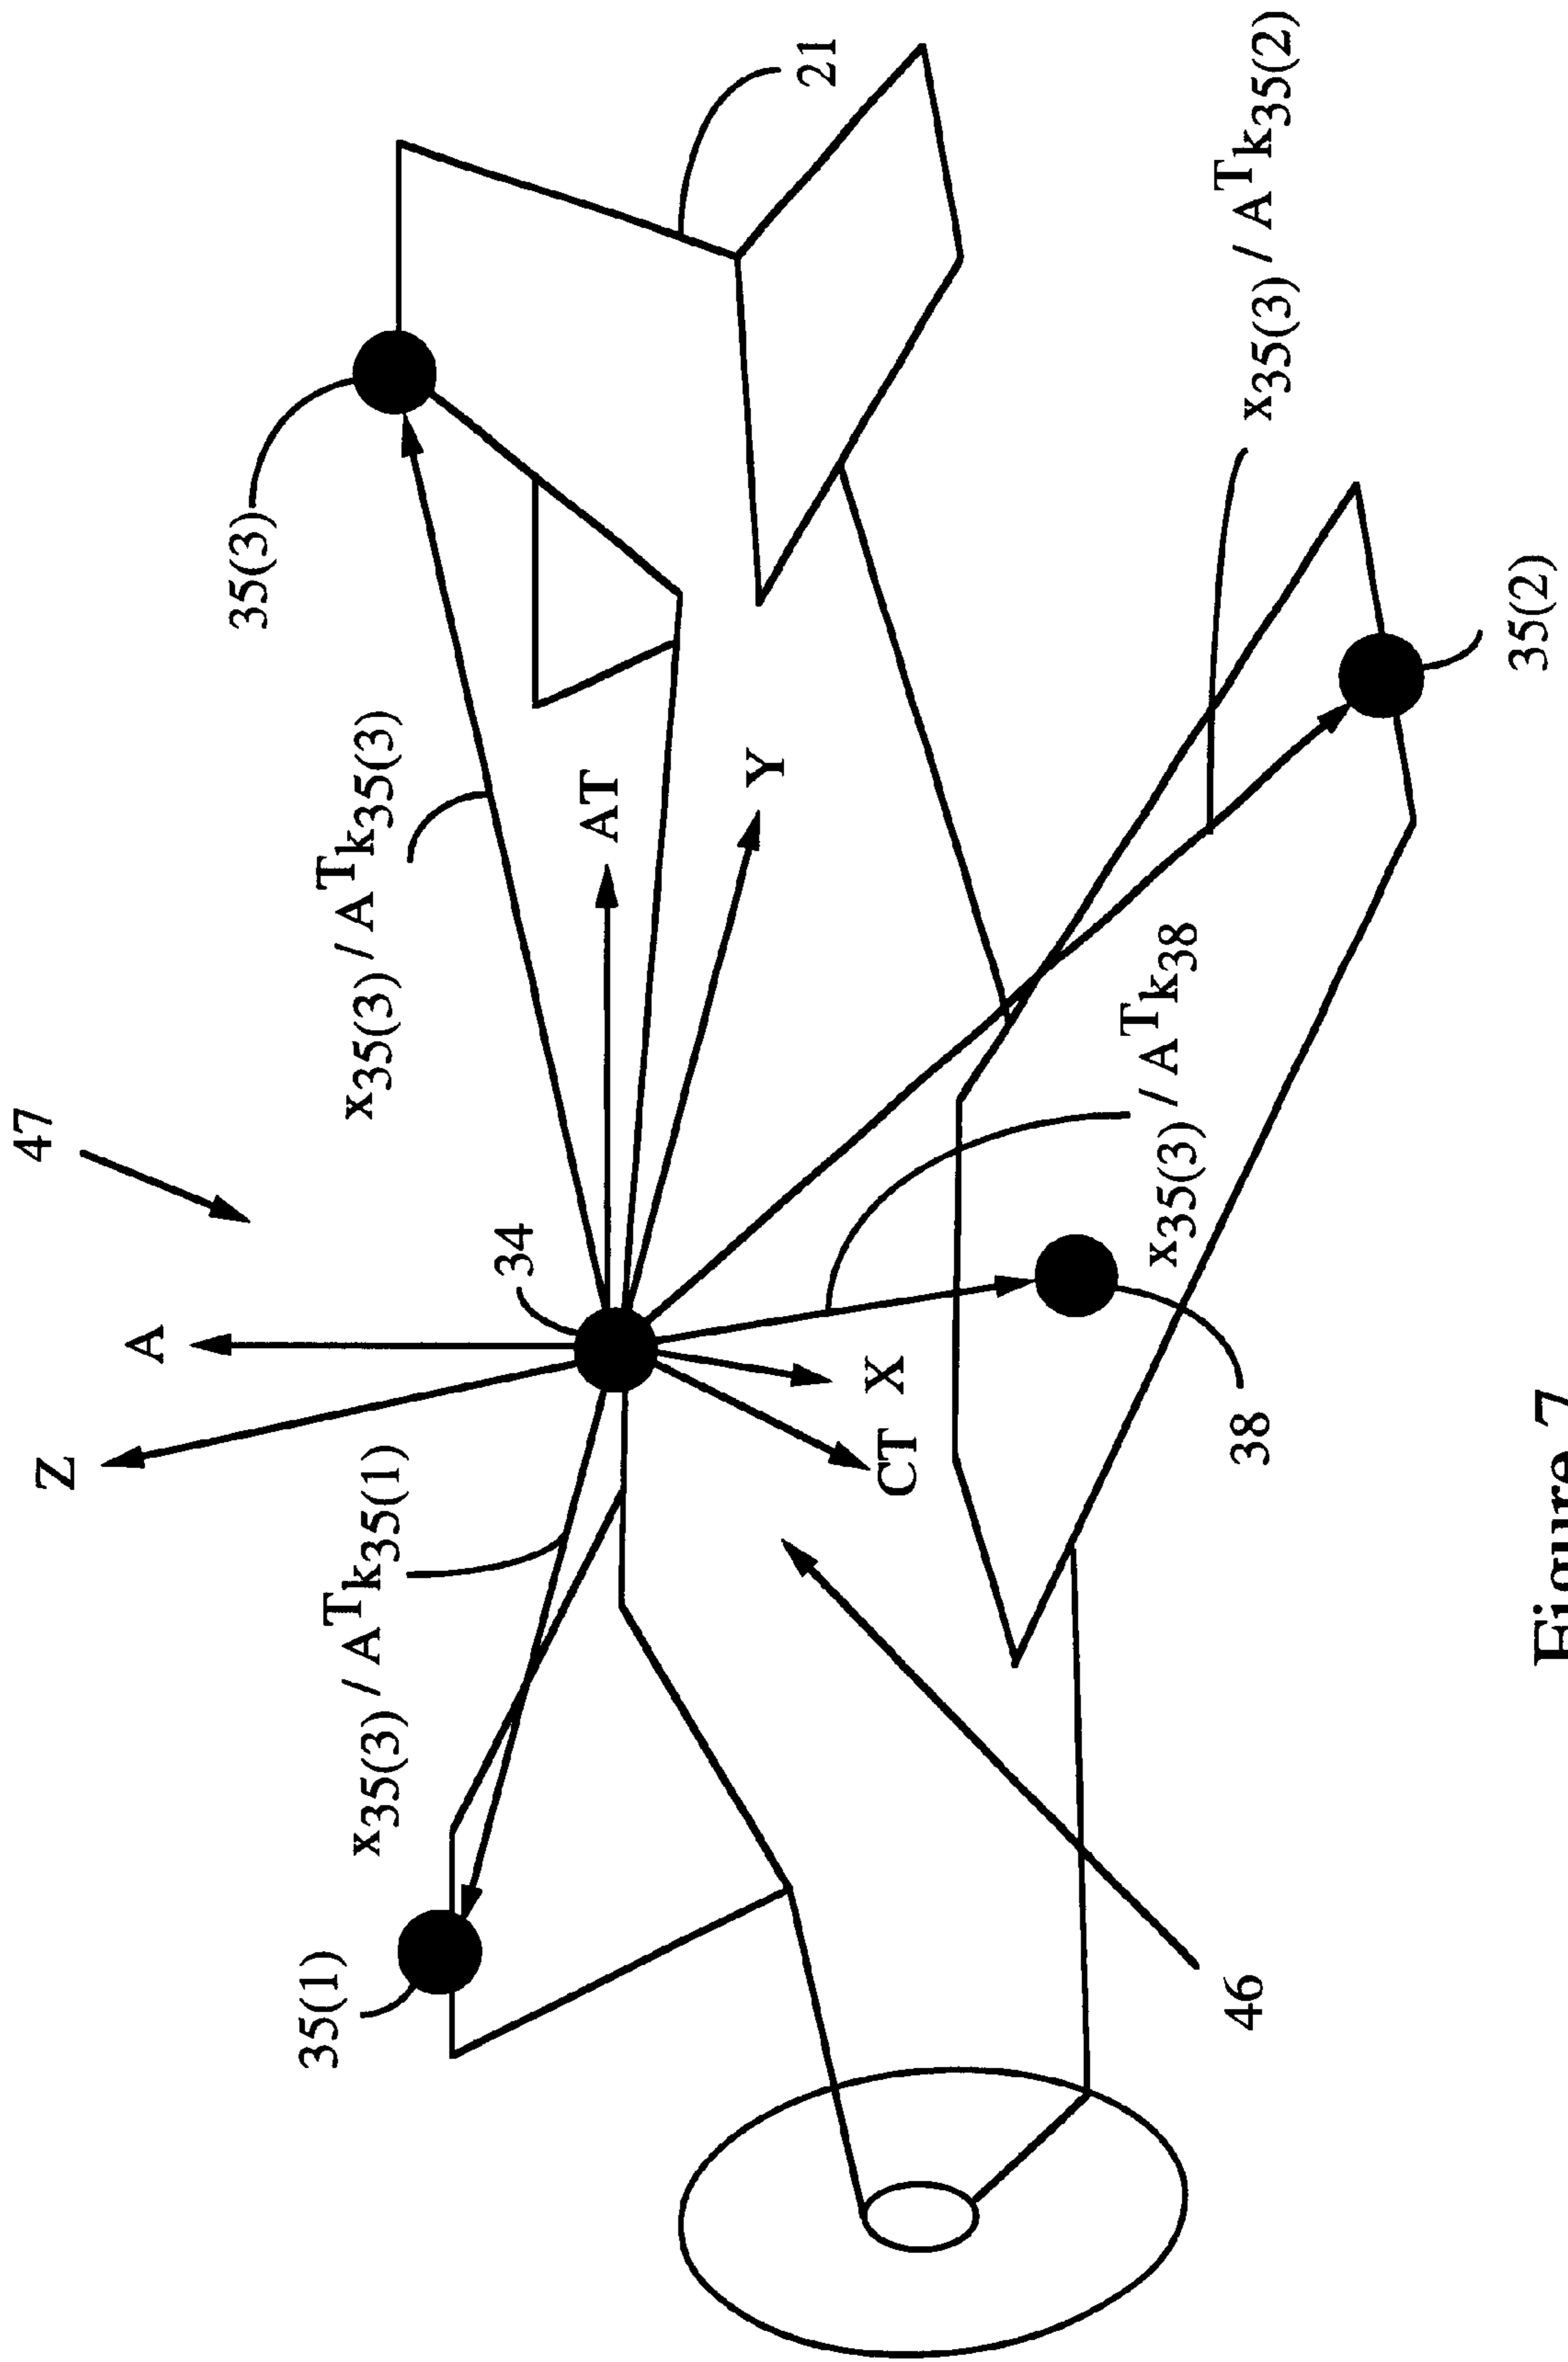 47
Z
A
34
35(3)
x35(3) / ATk35(3)
x35(3) / ATk35(1)
35(1)
AT
21
Y
X
CT
x35(3) / ATk38
x35(3) / ATk35(2)
38
46
35(2)
Figure 7